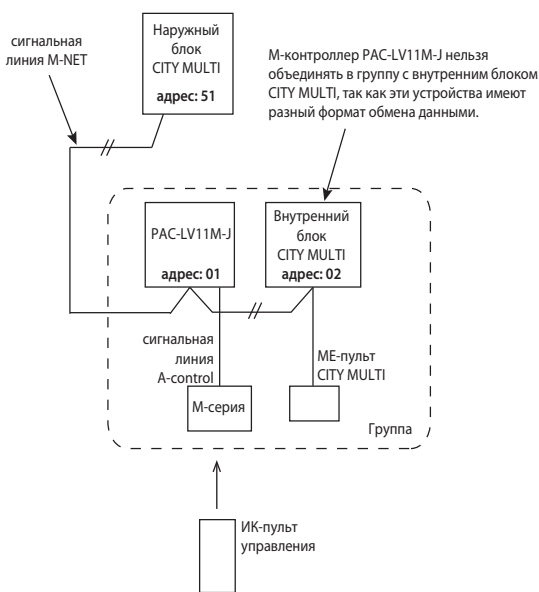 сигнальная
линия M-NET
Наружный
блок
CITY MULTI
адрес: 51
М-контроллер PAC-LV11M-J нельзя
объединять в группу с внутренним блоком
CITY MULTI, так как эти устройства имеют
разный формат обмена данными.
PAC-LV11M-J
адрес: 01
Внутренний
блок
CITY MULTI
адрес: 02
сигнальная
линия
A-control
М-серия
МЕ-пульт
CITY MULTI
Группа
ИК-пульт
управления